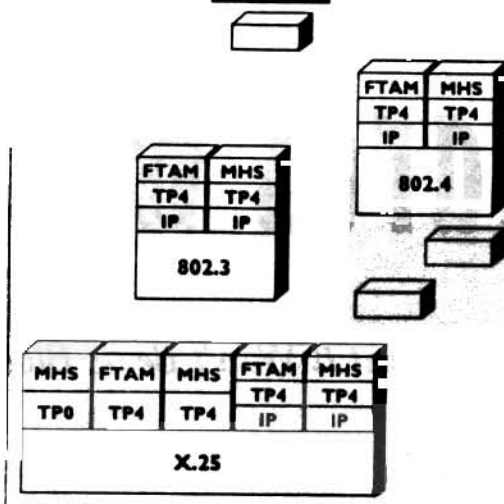 FTAM MHS
TP4 TP4
IP IP
802.4
FTAM MHS
TP4 TP4
IP IP
802.3
MHS FTAM MHS FTAM MHS
TP0 TP4 TP4 TP4 TP4
IP IP
X.25